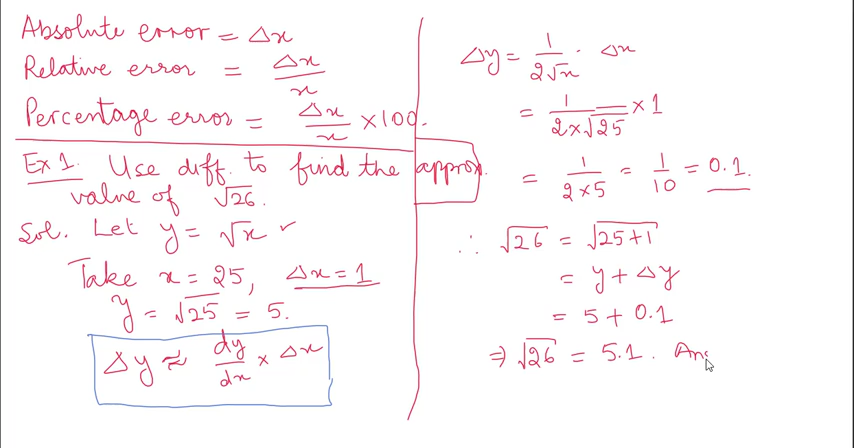 Absolute error = Δx
Relative error = Δx/x
Percentage error = Δx/x × 100.
Ex 1. Use diff. to find the approx.
value of √26.
Sol. Let y = √x ✓
Take x = 25, Δx = 1
y = √25 = 5.
Δy ≈ dy/dx × Δx
Δy = 1/(2√x) · Δx
= 1/(2×√25) × 1
= 1/(2×5) = 1/10 = 0.1.
∴ √26 = √(25+1)
= y + Δy
= 5 + 0.1
⇒ √26 = 5.1. Ans